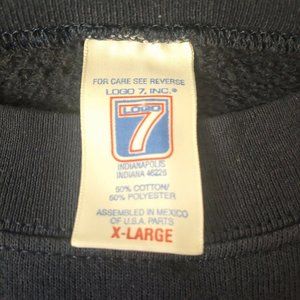 FOR CARE SEE REVERSE
LOGO 7, INC.®
LOGO
7
INDIANAPOLIS
INDIANA 46226
50% COTTON/
50% POLYESTER
ASSEMBLED IN MEXICO
OF U.S.A. PARTS
X-LARGE